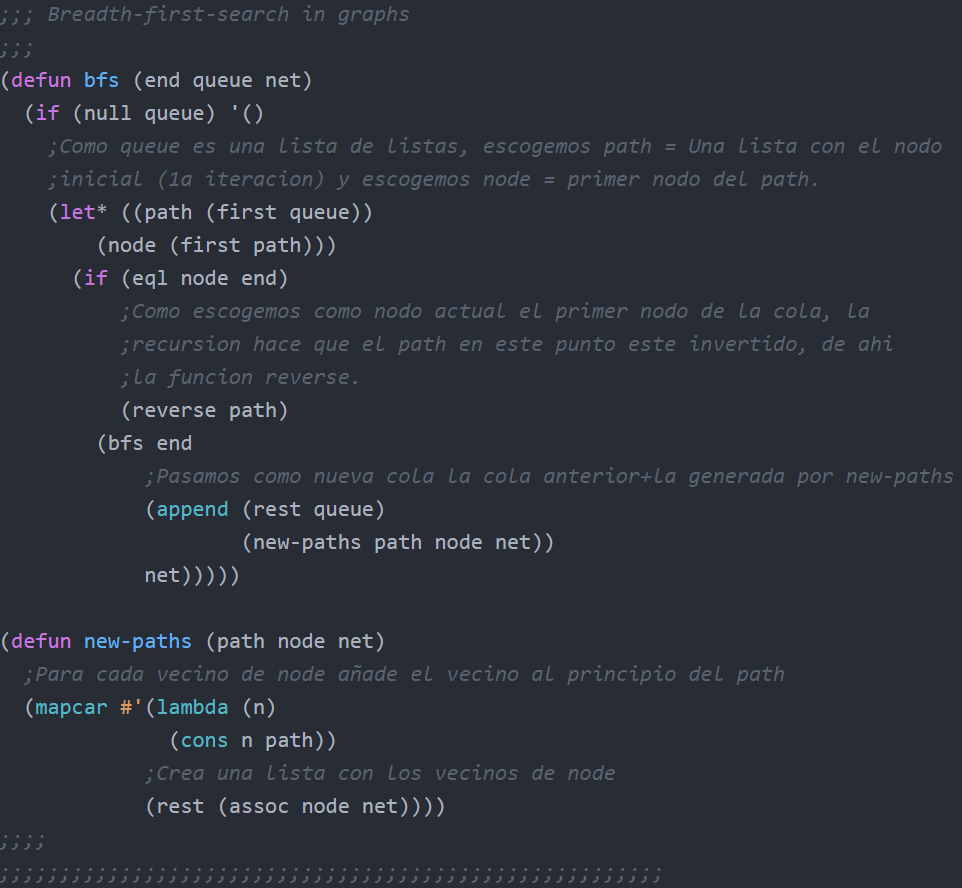 ;;; Breadth-first-search in graphs
;;;
(defun bfs (end queue net)
  (if (null queue) '()
    ;Como queue es una lista de listas, escogemos path = Una lista con el nodo
    ;inicial (1a iteracion) y escogemos node = primer nodo del path.
    (let* ((path (first queue))
        (node (first path)))
      (if (eql node end)
          ;Como escogemos como nodo actual el primer nodo de la cola, la
          ;recursion hace que el path en este punto este invertido, de ahi
          ;la funcion reverse.
          (reverse path)
        (bfs end
            ;Pasamos como nueva cola la cola anterior+la generada por new-paths
            (append (rest queue)
                    (new-paths path node net))
            net)))))

(defun new-paths (path node net)
  ;Para cada vecino de node añade el vecino al principio del path
  (mapcar #'(lambda (n)
              (cons n path))
            ;Crea una lista con los vecinos de node
            (rest (assoc node net))))
;;;;
;;;;;;;;;;;;;;;;;;;;;;;;;;;;;;;;;;;;;;;;;;;;;;;;;;;;;;;